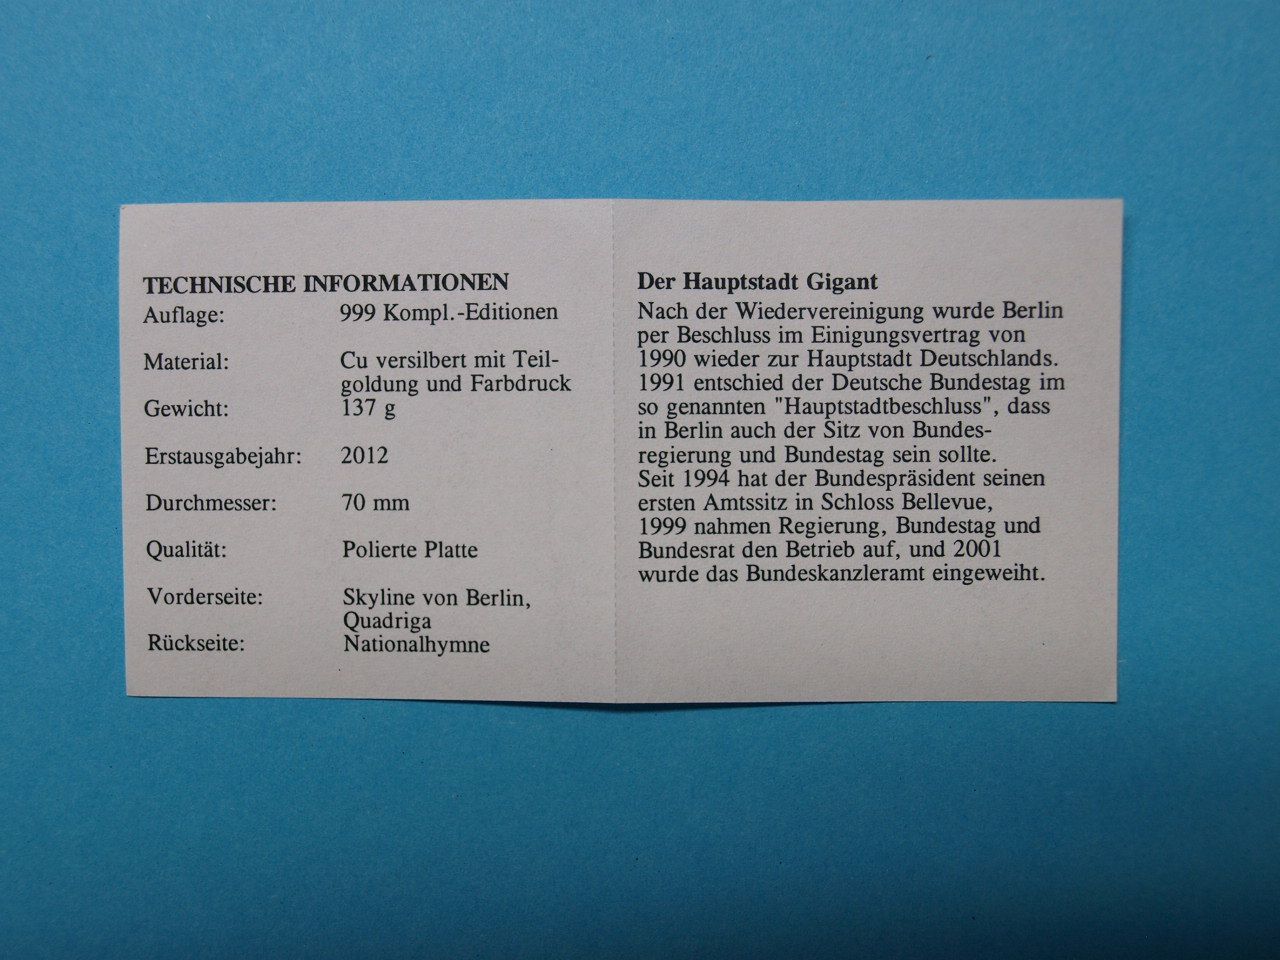 TECHNISCHE INFORMATIONEN
Auflage: 999 Kompl.-Editionen
Material: Cu versilbert mit Teil-
goldung und Farbdruck
Gewicht: 137 g
Erstausgabejahr: 2012
Durchmesser: 70 mm
Qualität: Polierte Platte
Vorderseite: Skyline von Berlin,
Quadriga
Rückseite: Nationalhymne
Der Hauptstadt Gigant
Nach der Wiedervereinigung wurde Berlin
per Beschluss im Einigungsvertrag von
1990 wieder zur Hauptstadt Deutschlands.
1991 entschied der Deutsche Bundestag im
so genannten "Hauptstadtbeschluss", dass
in Berlin auch der Sitz von Bundes-
regierung und Bundestag sein sollte.
Seit 1994 hat der Bundespräsident seinen
ersten Amtssitz in Schloss Bellevue,
1999 nahmen Regierung, Bundestag und
Bundesrat den Betrieb auf, und 2001
wurde das Bundeskanzleramt eingeweiht.